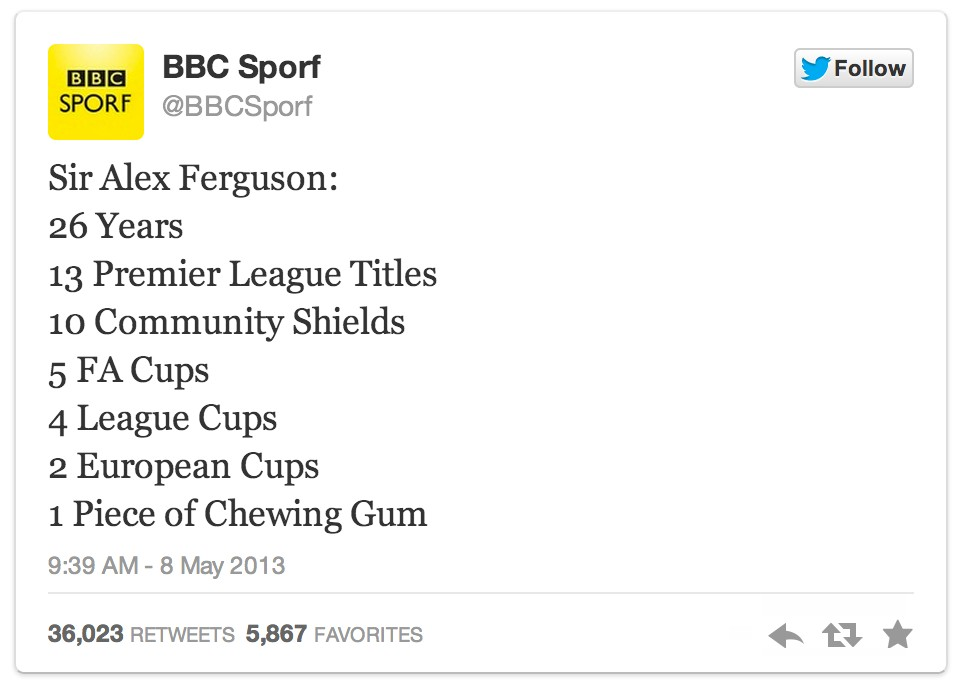 BBC
SPORF
BBC Sporf
@BBCSporf
Follow
Sir Alex Ferguson:
26 Years
13 Premier League Titles
10 Community Shields
5 FA Cups
4 League Cups
2 European Cups
1 Piece of Chewing Gum
9:39 AM - 8 May 2013
36,023 RETWEETS 5,867 FAVORITES